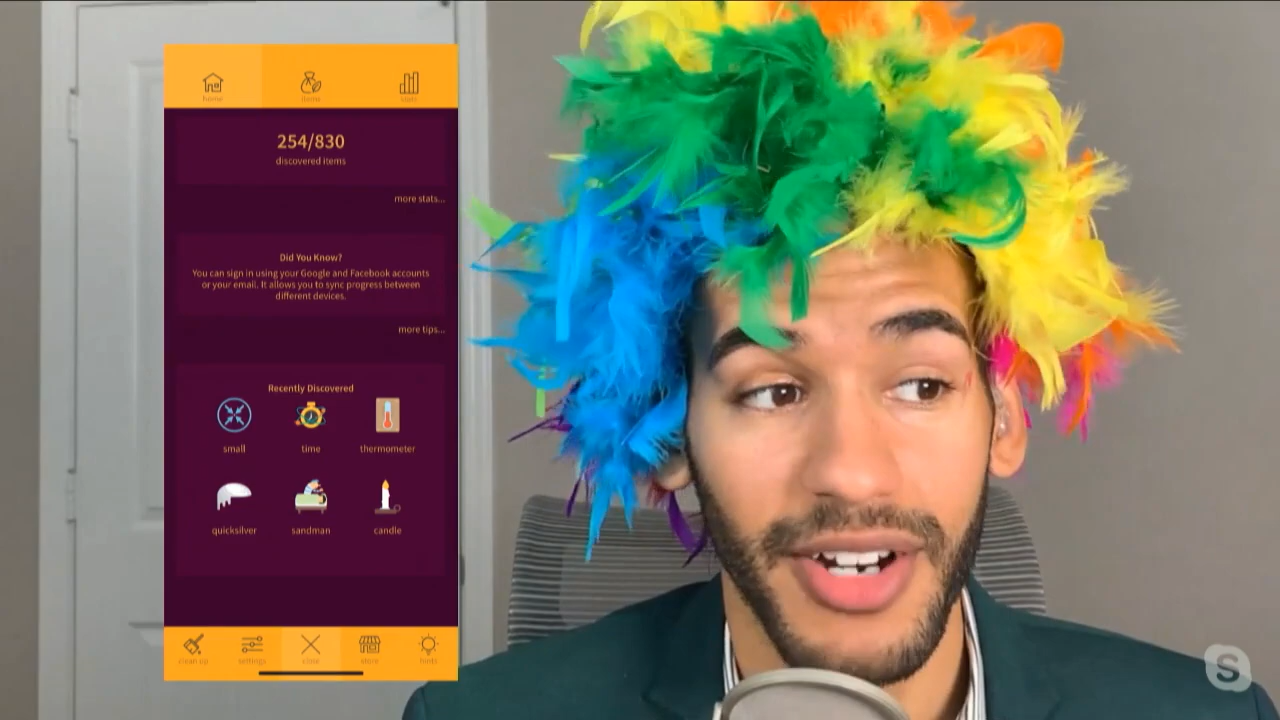 home items stats
254/830
discovered items
more stats...
Did You Know?
You can sign in using your Google and Facebook accounts
or your email. It allows you to sync progress between
different devices.
more tips...
Recently Discovered
small time thermometer
quicksilver sandman candle
clean up settings close store hints
S